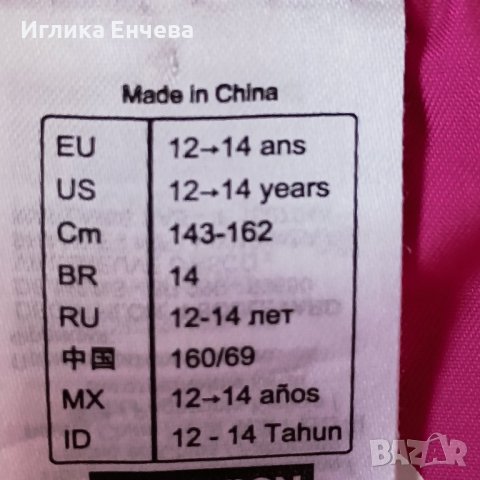 Иглика Енчева
Made in China
EU 12→14 ans
US 12→14 years
Cm 143-162
BR 14
RU 12-14 лет
中国 160/69
MX 12→14 años
ID 12 - 14 Tahun
BAZAR